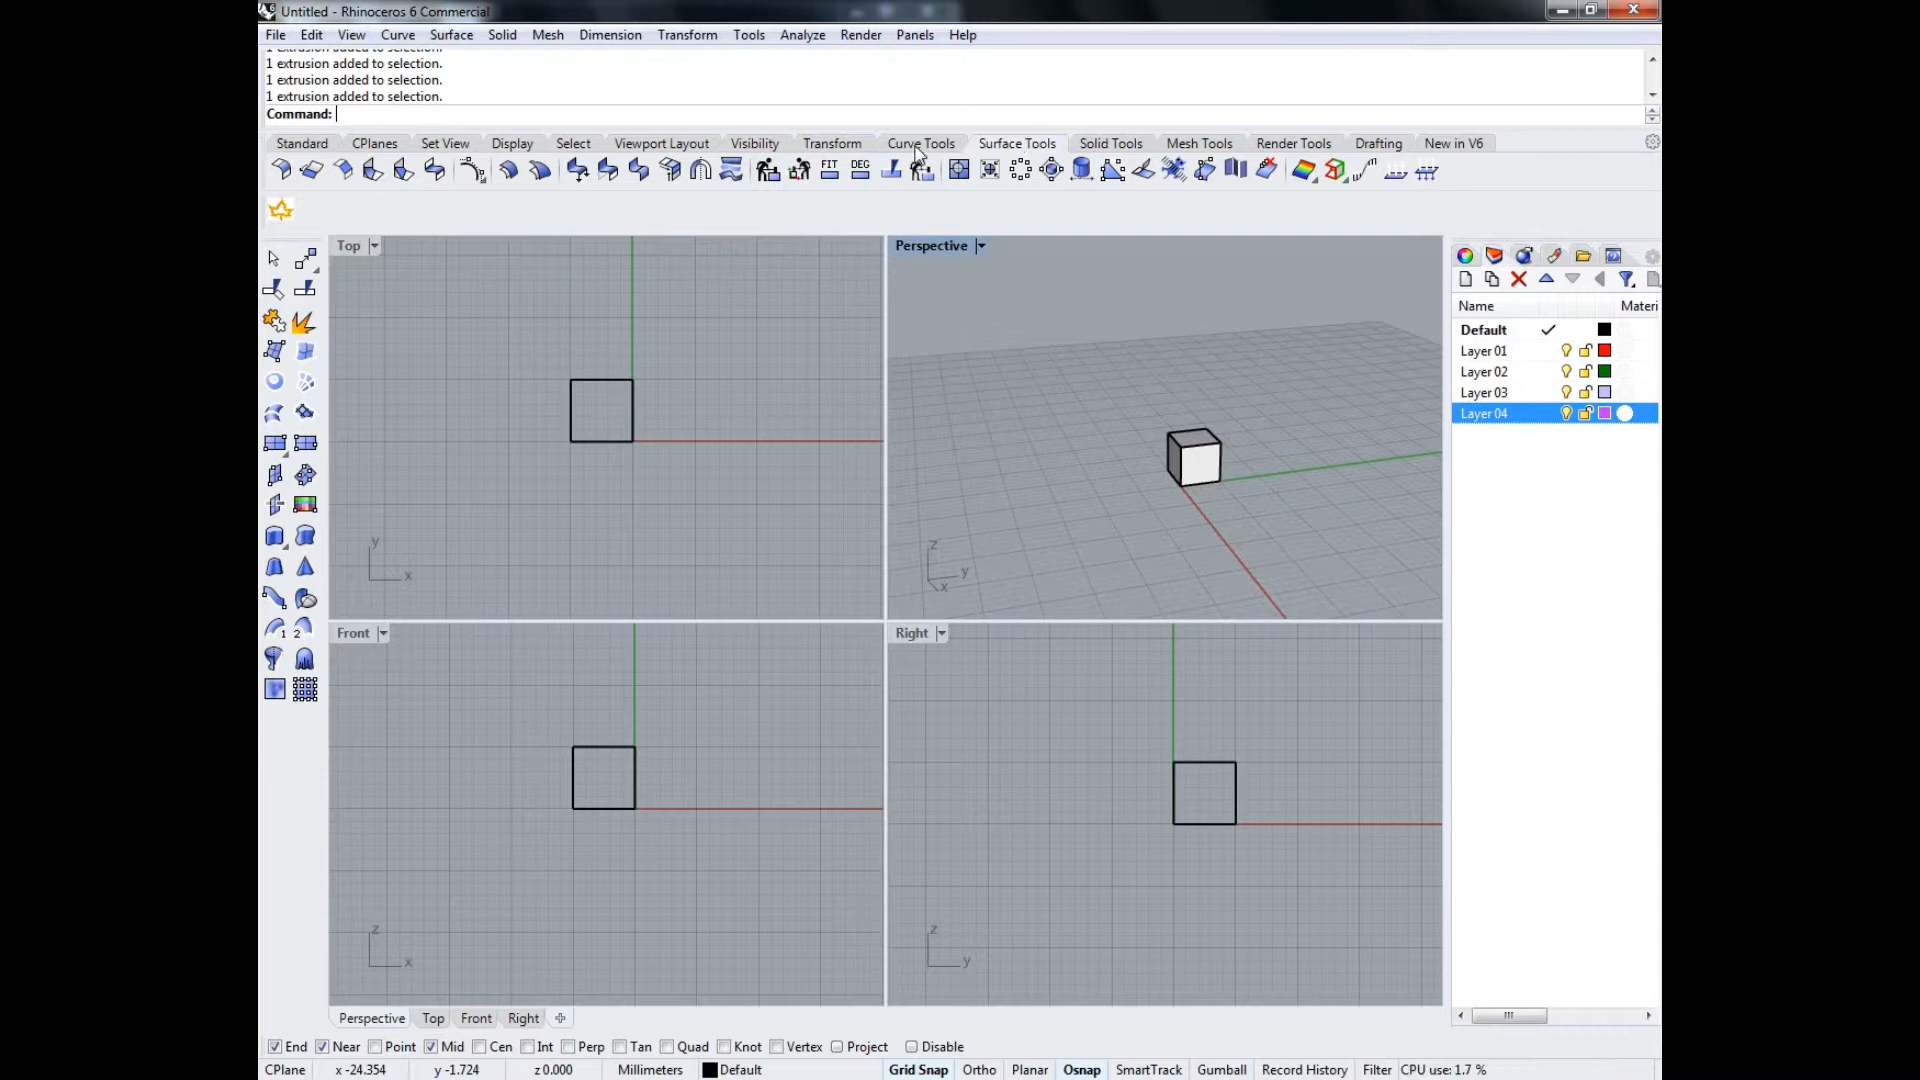 Untitled - Rhinoceros 6 Commercial
File Edit View Curve Surface Solid Mesh Dimension Transform Tools Analyze Render Panels Help
1 extrusion added to selection.
1 extrusion added to selection.
1 extrusion added to selection.
1 extrusion added to selection.
Command:
Standard CPlanes Set View Display Select Viewport Layout Visibility Transform Curve Tools Surface Tools Solid Tools Mesh Tools Render Tools Drafting New in V6
FIT DEG
Top Perspective
Name Materi
Default
Layer 01
Layer 02
Layer 03
Layer 04
y
x
z
y
x
1 2
Front Right
z
x
z
y
Perspective Top Front Right
End Near Point Mid Cen Int Perp Tan Quad Knot Vertex Project Disable
CPlane x -24.354 y -1.724 z 0.000 Millimeters Default Grid Snap Ortho Planar Osnap SmartTrack Gumball Record History Filter CPU use: 1.7 %